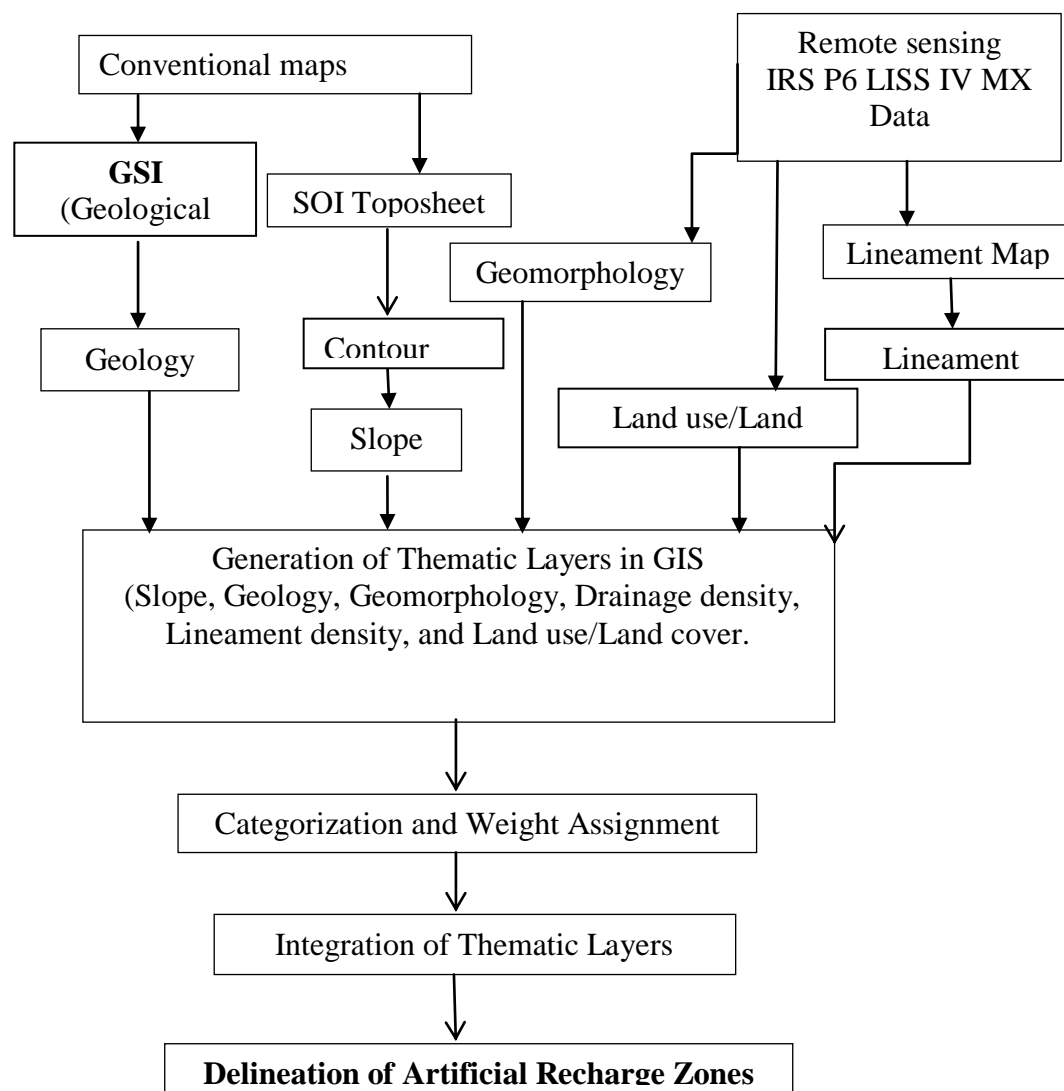 Conventional maps
Remote sensing
IRS P6 LISS IV MX
Data
GSI
(Geological
SOI Toposheet
Geomorphology
Lineament Map
Geology
Contour
Lineament
Slope
Land use/Land
Generation of Thematic Layers in GIS
(Slope, Geology, Geomorphology, Drainage density,
Lineament density, and Land use/Land cover.
Categorization and Weight Assignment
Integration of Thematic Layers
Delineation of Artificial Recharge Zones